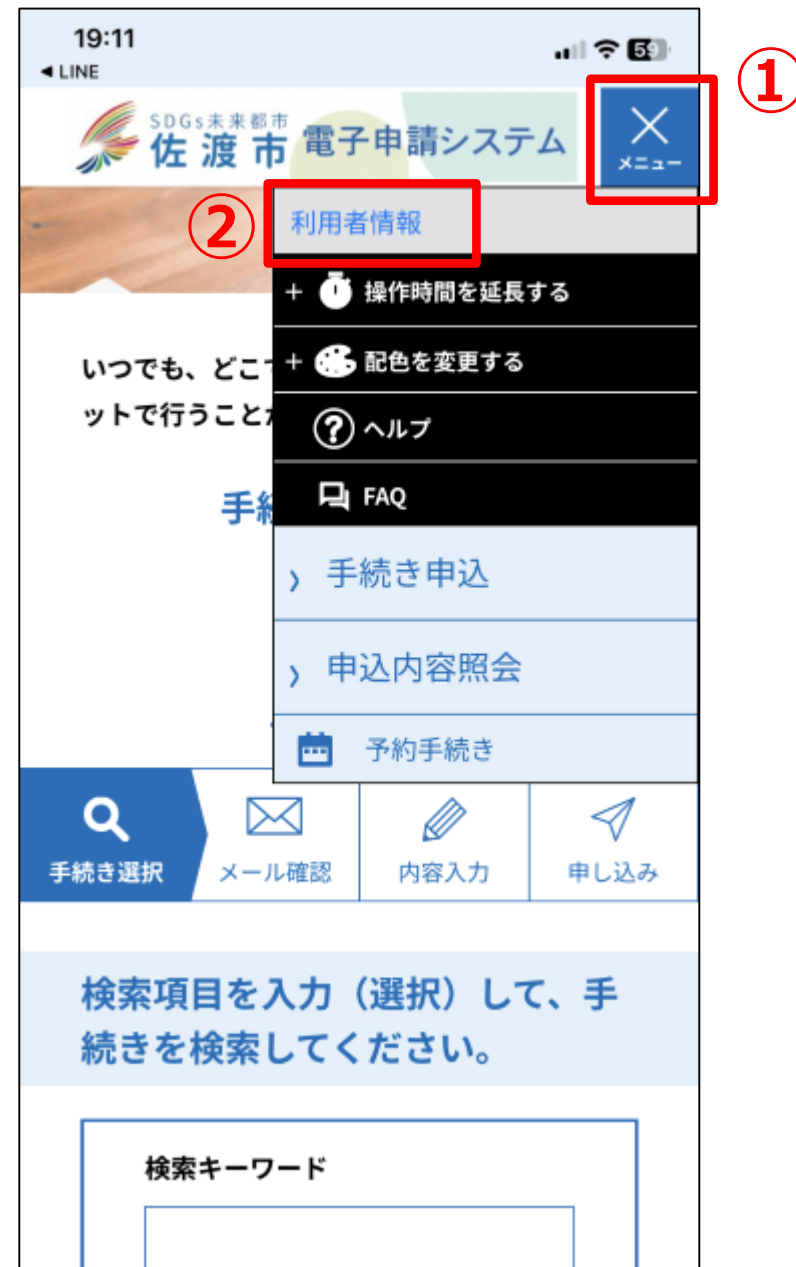 19:11
59
◀ LINE
①
SDGs未来都市
佐渡市 電子申請システム
メニュー
②
利用者情報
+ 操作時間を延長する
+ 配色を変更する
いつでも、どこ
ヘルプ
ットで行うこと
FAQ
手続
› 手続き申込
› 申込内容照会
予約手続き
手続き選択 メール確認 内容入力 申し込み
検索項目を入力（選択）して、手
続きを検索してください。
検索キーワード